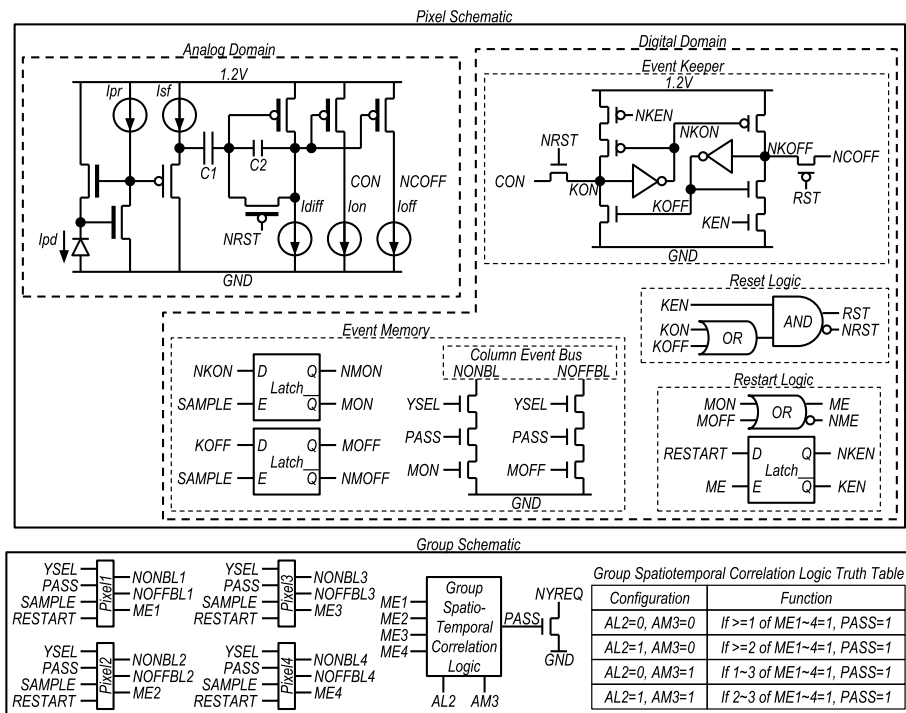 Pixel Schematic
Analog Domain
Digital Domain
1.2V
Ipr
Isf
C1
C2
CON
NCOFF
Idiff
Ion
Ioff
NRST
Ipd
GND
Event Keeper
1.2V
NKEN
NKON
NRST
NKOFF
NCOFF
CON
KON
RST
KOFF
KEN
GND
Reset Logic
KEN
KON
KOFF
OR
AND
RST
NRST
Event Memory
NKON
D
Q
NMON
Latch
SAMPLE
E
Q
MON
KOFF
D
Q
MOFF
Latch
SAMPLE
E
Q
NMOFF
Column Event Bus
NONBL
NOFFBL
YSEL
YSEL
PASS
PASS
MON
MOFF
GND
Restart Logic
MON
MOFF
OR
ME
NME
RESTART
D
Q
NKEN
Latch
ME
E
Q
KEN
Group Schematic
YSEL
PASS
SAMPLE
RESTART
Pixel1
NONBL1
NOFFBL1
ME1
YSEL
PASS
SAMPLE
RESTART
Pixel3
NONBL3
NOFFBL3
ME3
YSEL
PASS
SAMPLE
RESTART
Pixel2
NONBL2
NOFFBL2
ME2
YSEL
PASS
SAMPLE
RESTART
Pixel4
NONBL4
NOFFBL4
ME4
ME1
ME2
ME3
ME4
Group
Spatio-
Temporal
Correlation
Logic
AL2
AM3
PASS
NYREQ
GND
Group Spatiotemporal Correlation Logic Truth Table
Configuration Function
AL2=0, AM3=0 If >=1 of ME1~4=1, PASS=1
AL2=1, AM3=0 If >=2 of ME1~4=1, PASS=1
AL2=0, AM3=1 If 1~3 of ME1~4=1, PASS=1
AL2=1, AM3=1 If 2~3 of ME1~4=1, PASS=1